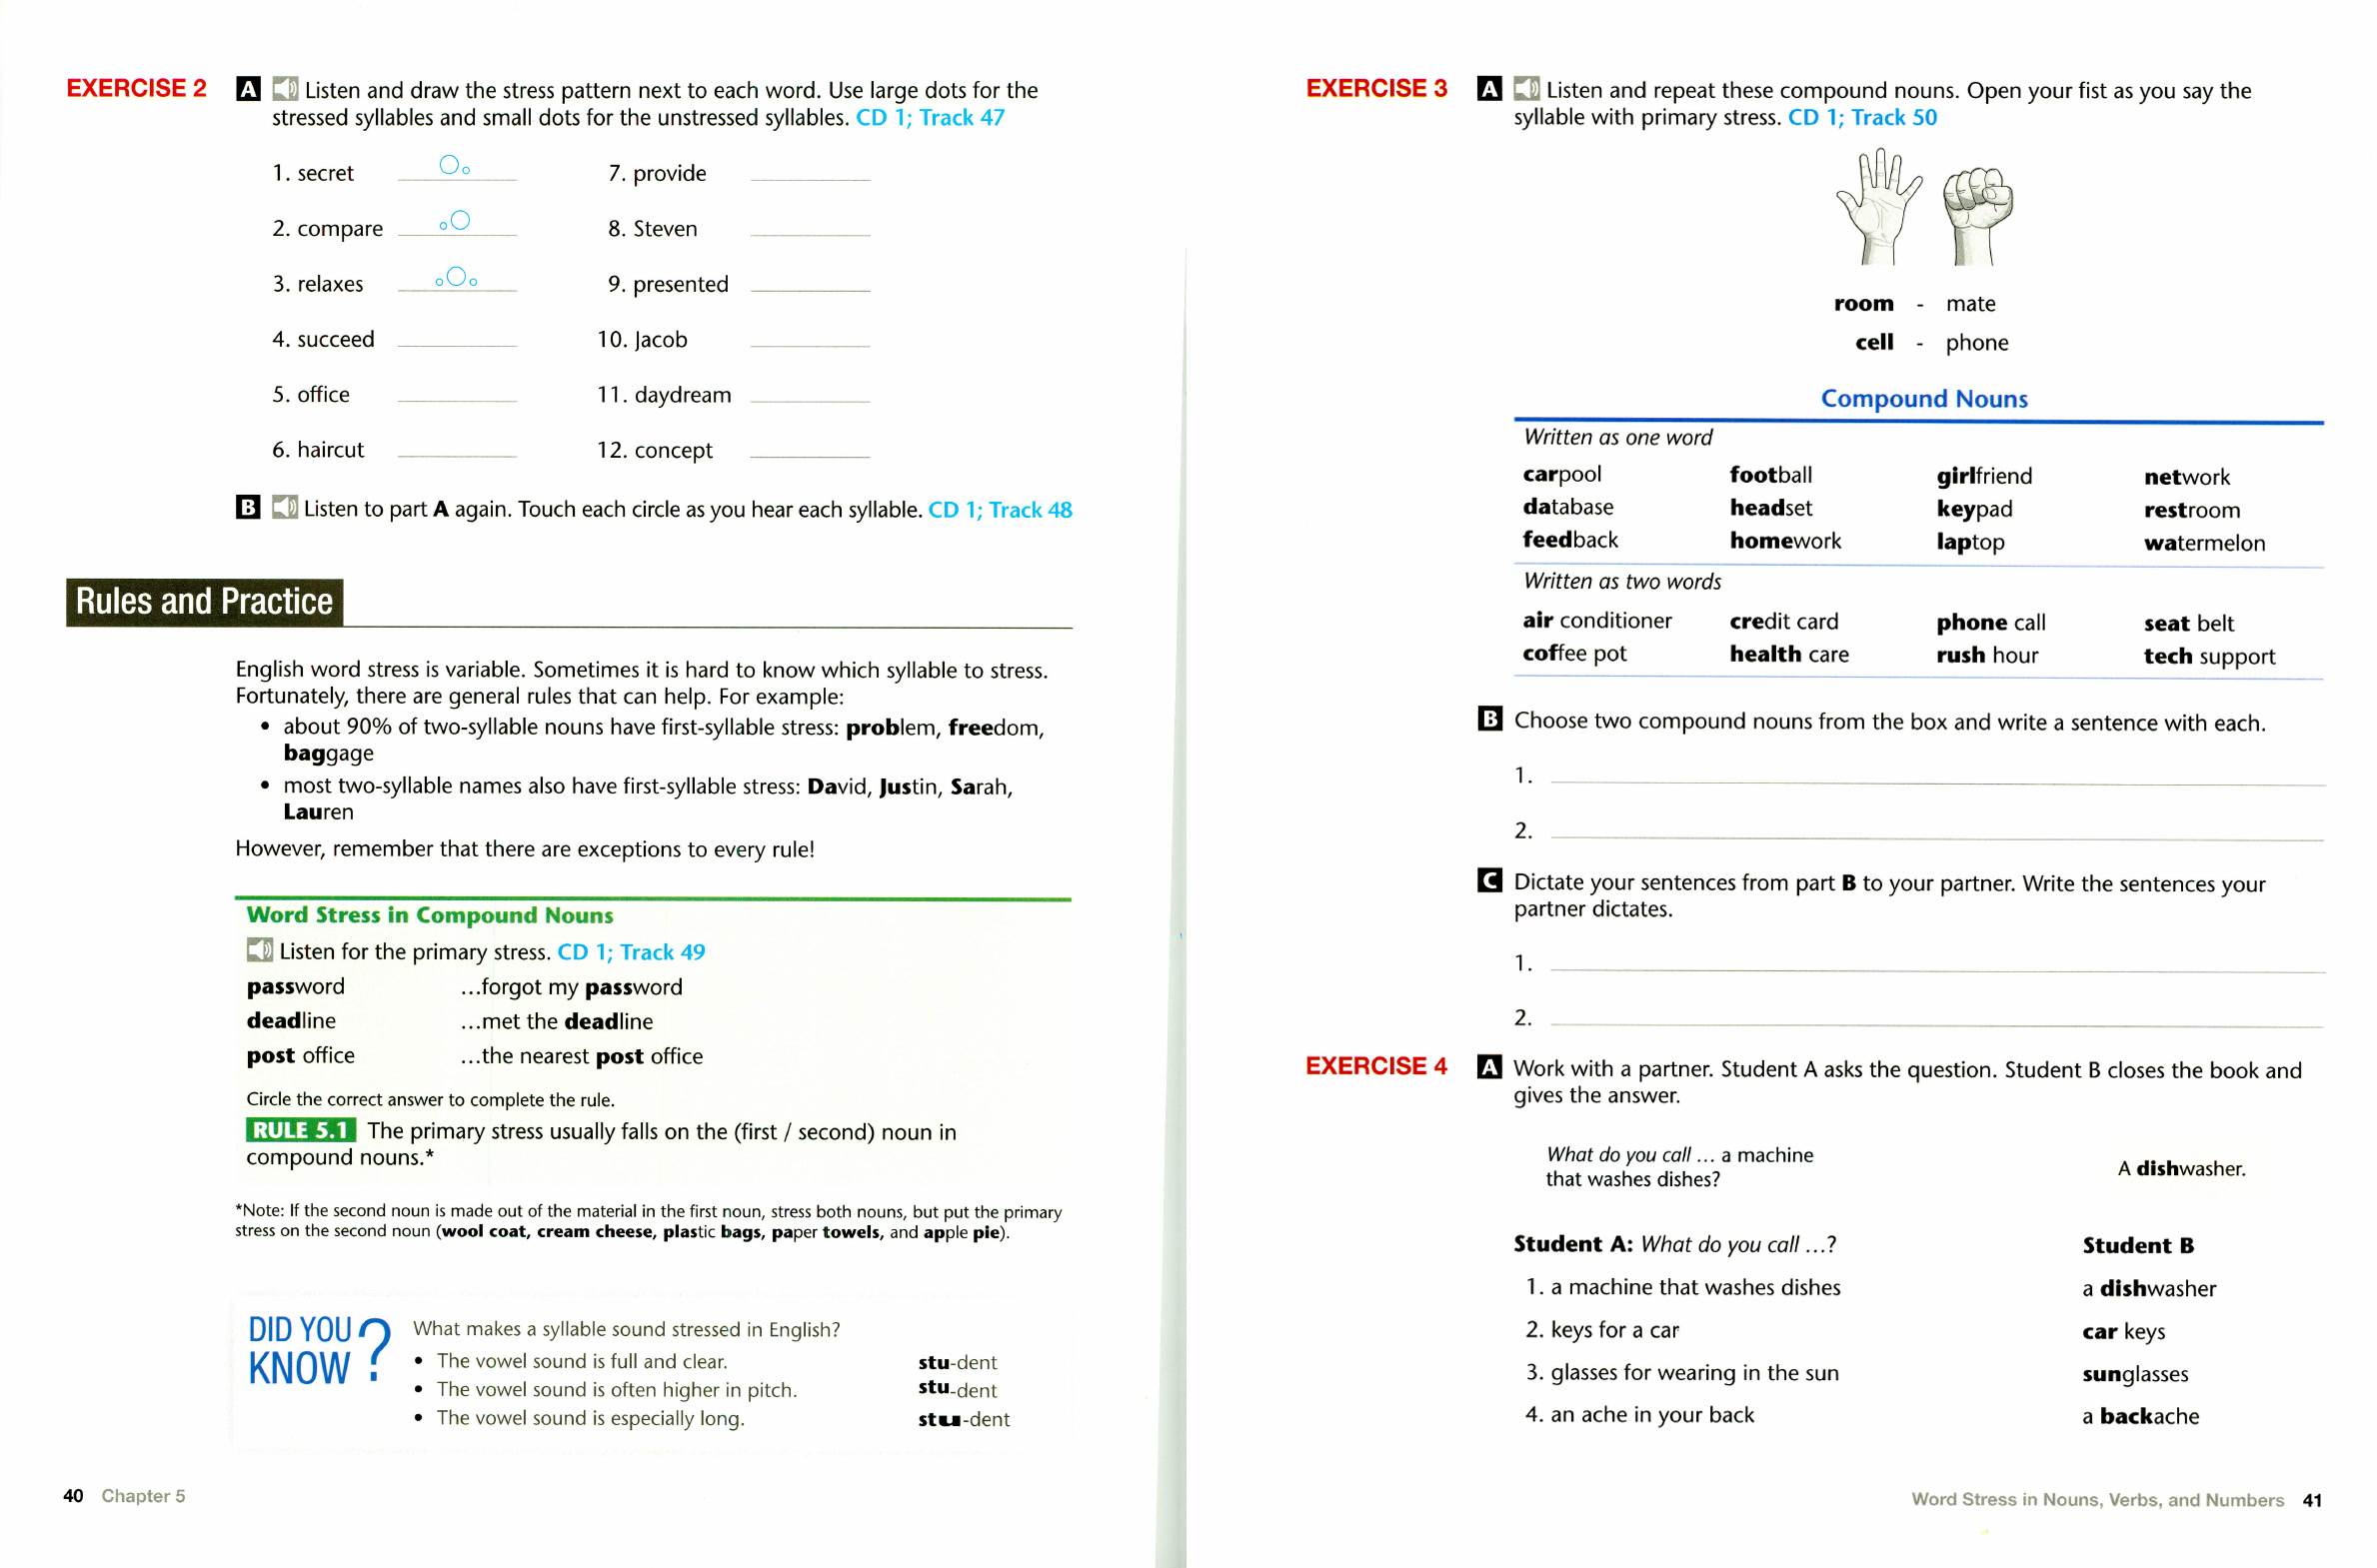 EXERCISE 2 A Listen and draw the stress pattern next to each word. Use large dots for the
stressed syllables and small dots for the unstressed syllables. CD 1; Track 47
1. secret 7. provide
2. compare 8. Steven
3. relaxes 9. presented
4. succeed 10. Jacob
5. office 11. daydream
6. haircut 12. concept
B Listen to part A again. Touch each circle as you hear each syllable. CD 1; Track 48
Rules and Practice
English word stress is variable. Sometimes it is hard to know which syllable to stress.
Fortunately, there are general rules that can help. For example:
• about 90% of two-syllable nouns have first-syllable stress: problem, freedom,
baggage
• most two-syllable names also have first-syllable stress: David, Justin, Sarah,
Lauren
However, remember that there are exceptions to every rule!
Word Stress in Compound Nouns
Listen for the primary stress. CD 1; Track 49
password ...forgot my password
deadline ...met the deadline
post office ...the nearest post office
Circle the correct answer to complete the rule.
RULE 5.1 The primary stress usually falls on the (first / second) noun in
compound nouns.*
*Note: If the second noun is made out of the material in the first noun, stress both nouns, but put the primary
stress on the second noun (wool coat, cream cheese, plastic bags, paper towels, and apple pie).
DID YOU KNOW?
What makes a syllable sound stressed in English?
• The vowel sound is full and clear. stu-dent
• The vowel sound is often higher in pitch. stu-dent
• The vowel sound is especially long. stu-dent
40 Chapter 5
EXERCISE 3 A Listen and repeat these compound nouns. Open your fist as you say the
syllable with primary stress. CD 1; Track 50
room - mate
cell - phone
Compound Nouns
Written as one word
carpool football girlfriend network
database headset keypad restroom
feedback homework laptop watermelon
Written as two words
air conditioner credit card phone call seat belt
coffee pot health care rush hour tech support
B Choose two compound nouns from the box and write a sentence with each.
1.
2.
C Dictate your sentences from part B to your partner. Write the sentences your
partner dictates.
1.
2.
EXERCISE 4 A Work with a partner. Student A asks the question. Student B closes the book and
gives the answer.
What do you call ... a machine
that washes dishes? A dishwasher.
Student A: What do you call ...? Student B
1. a machine that washes dishes a dishwasher
2. keys for a car car keys
3. glasses for wearing in the sun sunglasses
4. an ache in your back a backache
Word Stress in Nouns, Verbs, and Numbers 41